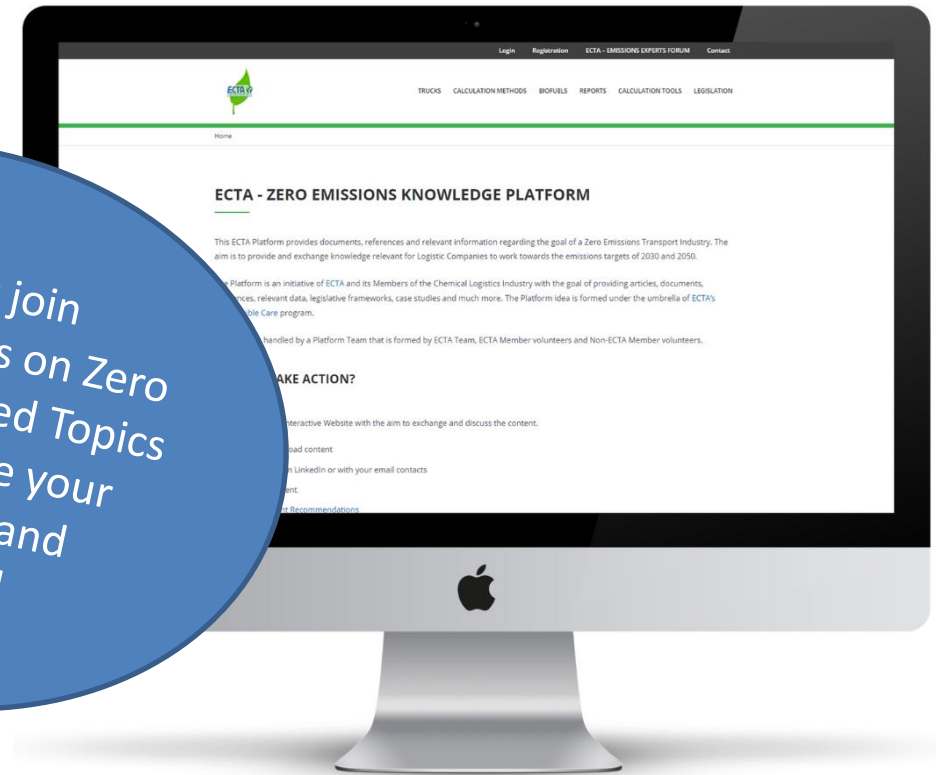 Login Registration ECTA - EMISSIONS EXPERTS FORUM Contact
ECTA
TRUCKS CALCULATION METHODS BIOFUELS REPORTS CALCULATION TOOLS LEGISLATION
Home
ECTA - ZERO EMISSIONS KNOWLEDGE PLATFORM
This ECTA Platform provides documents, references and relevant information regarding the goal of a Zero Emissions Transport Industry. The
aim is to provide and exchange knowledge relevant for Logistic Companies to work towards the emissions targets of 2030 and 2050.
Platform is an initiative of ECTA and its Members of the Chemical Logistics Industry with the goal of providing articles, documents,
relevant data, legislative frameworks, case studies and much more. The Platform idea is formed under the umbrella of ECTA's
Care program.
handled by a Platform Team that is formed by ECTA Team, ECTA Member volunteers and Non-ECTA Member volunteers.
AKE ACTION?
nteractive Website with the aim to exchange and discuss the content.
oad content
n LinkedIn or with your email contacts
ent
nt Recommendations
join
s on Zero
ed Topics
e your
and